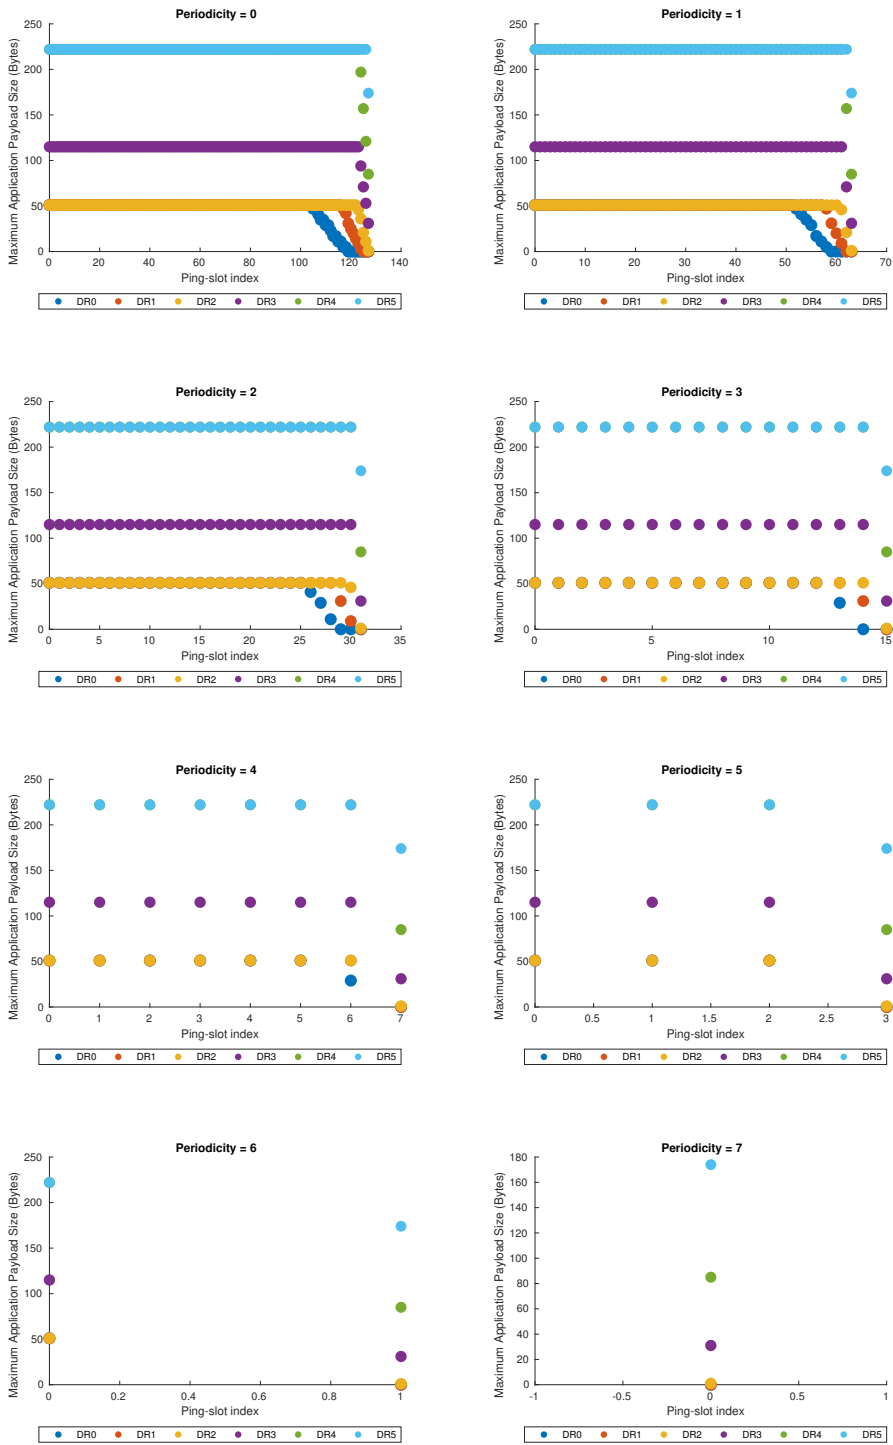 Periodicity = 0
Maximum Application Payload Size (Bytes)
250
200
150
100
50
0
0 20 40 60 80 100 120 140
Ping-slot index
DR0 DR1 DR2 DR3 DR4 DR5
Periodicity = 1
Maximum Application Payload Size (Bytes)
250
200
150
100
50
0
0 10 20 30 40 50 60 70
Ping-slot index
DR0 DR1 DR2 DR3 DR4 DR5
Periodicity = 2
Maximum Application Payload Size (Bytes)
250
200
150
100
50
0
0 5 10 15 20 25 30 35
Ping-slot index
DR0 DR1 DR2 DR3 DR4 DR5
Periodicity = 3
Maximum Application Payload Size (Bytes)
250
200
150
100
50
0
0 5 10 15
Ping-slot index
DR0 DR1 DR2 DR3 DR4 DR5
Periodicity = 4
Maximum Application Payload Size (Bytes)
250
200
150
100
50
0
0 1 2 3 4 5 6 7
Ping-slot index
DR0 DR1 DR2 DR3 DR4 DR5
Periodicity = 5
Maximum Application Payload Size (Bytes)
250
200
150
100
50
0
0 0.5 1 1.5 2 2.5 3
Ping-slot index
DR0 DR1 DR2 DR3 DR4 DR5
Periodicity = 6
Maximum Application Payload Size (Bytes)
250
200
150
100
50
0
0 0.2 0.4 0.6 0.8 1
Ping-slot index
DR0 DR1 DR2 DR3 DR4 DR5
Periodicity = 7
Maximum Application Payload Size (Bytes)
180
160
140
120
100
80
60
40
20
0
-1 -0.5 0 0.5 1
Ping-slot index
DR0 DR1 DR2 DR3 DR4 DR5